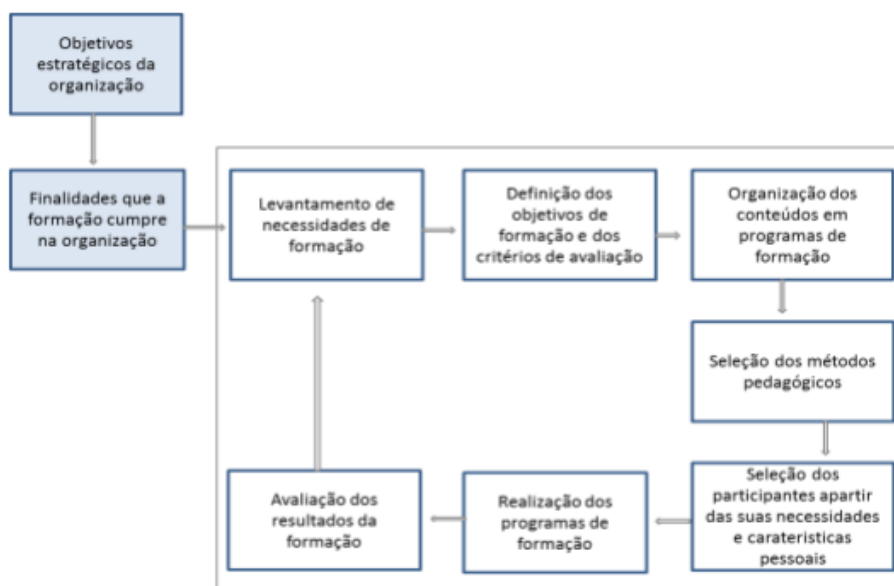 Objetivos
estratégicos da
organização
Finalidades que a
formação cumpre
na organização
Levantamento de
necessidades de
formação
Definição dos
objetivos de
formação e dos
critérios de avaliação
Organização dos
conteúdos em
programas de
formação
Seleção dos métodos
pedagógicos
Seleção dos
participantes apartir
das suas necessidades
e carateristicas
pessoais
Realização dos
programas de
formação
Avaliação dos
resultados da
formação